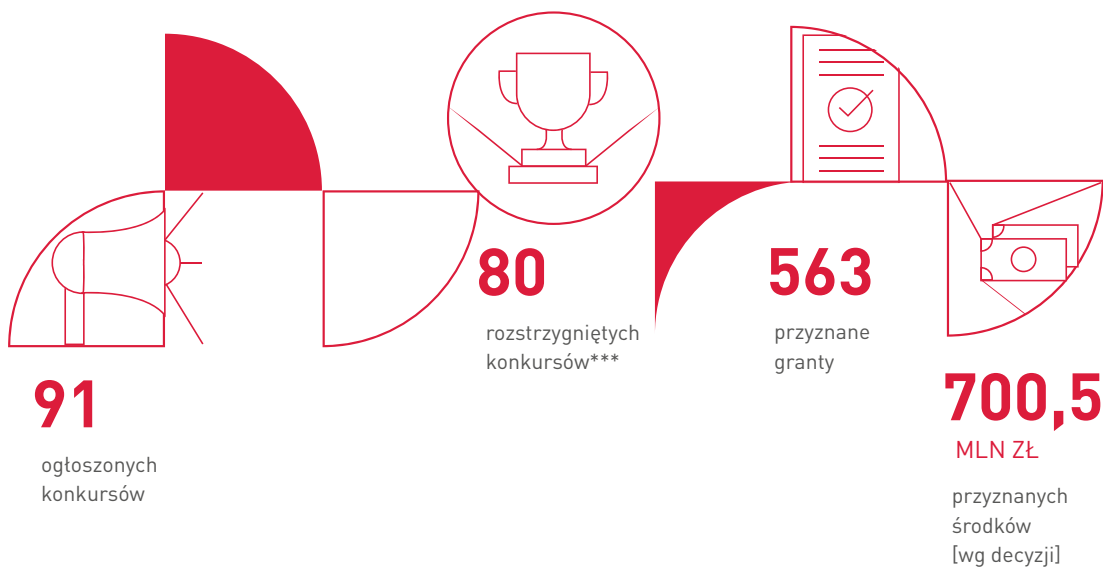 91
ogłoszonych
konkursów
80
rozstrzygniętych
konkursów***
563
przyznane
granty
700,5
MLN ZŁ
przyznanych
środków
[wg decyzji]